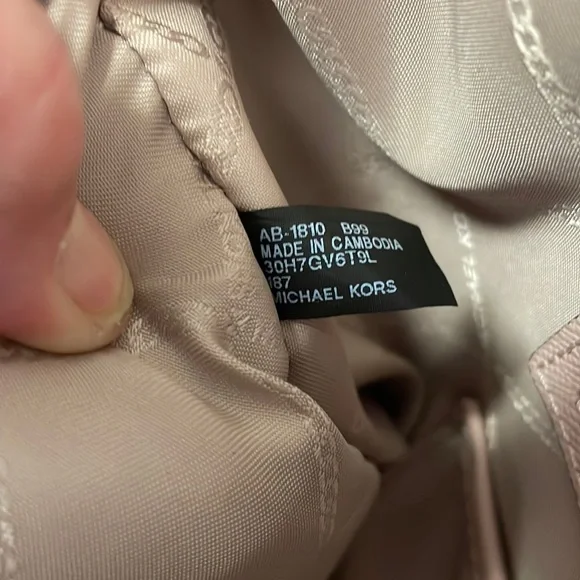 AB-1810 B99
MADE IN CAMBODIA
30H7GV6T9L
187
MICHAEL KORS